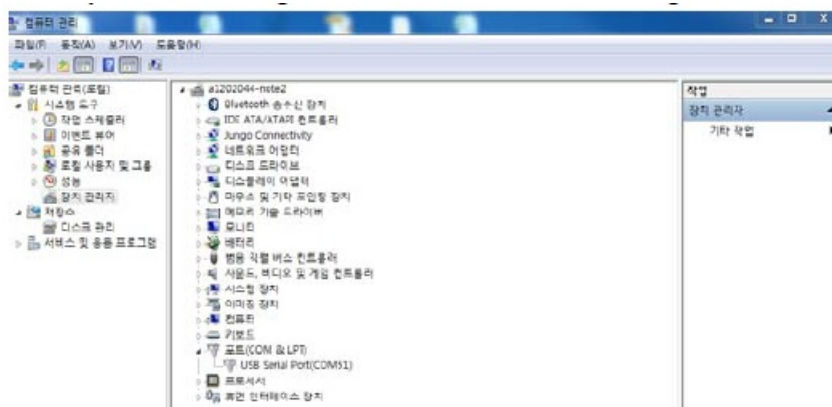 컴퓨터 관리
파일(F) 동작(A) 보기(V) 도움말(H)
컴퓨터 관리(로컬)
시스템 도구
작업 스케줄러
이벤트 뷰어
공유 폴더
로컬 사용자 및 그룹
성능
장치 관리자
저장소
디스크 관리
서비스 및 응용 프로그램
a1202044-note2
Bluetooth 송수신 장치
IDE ATA/ATAPI 컨트롤러
Jungo Connectivity
네트워크 어댑터
디스크 드라이브
디스플레이 어댑터
마우스 및 기타 포인팅 장치
메모리 기술 드라이버
모니터
배터리
범용 직렬 버스 컨트롤러
사운드, 비디오 및 게임 컨트롤러
시스템 장치
이미징 장치
컴퓨터
키보드
포트(COM & LPT)
USB Serial Port(COM51)
프로세서
휴먼 인터페이스 장치
작업
장치 관리자
기타 작업